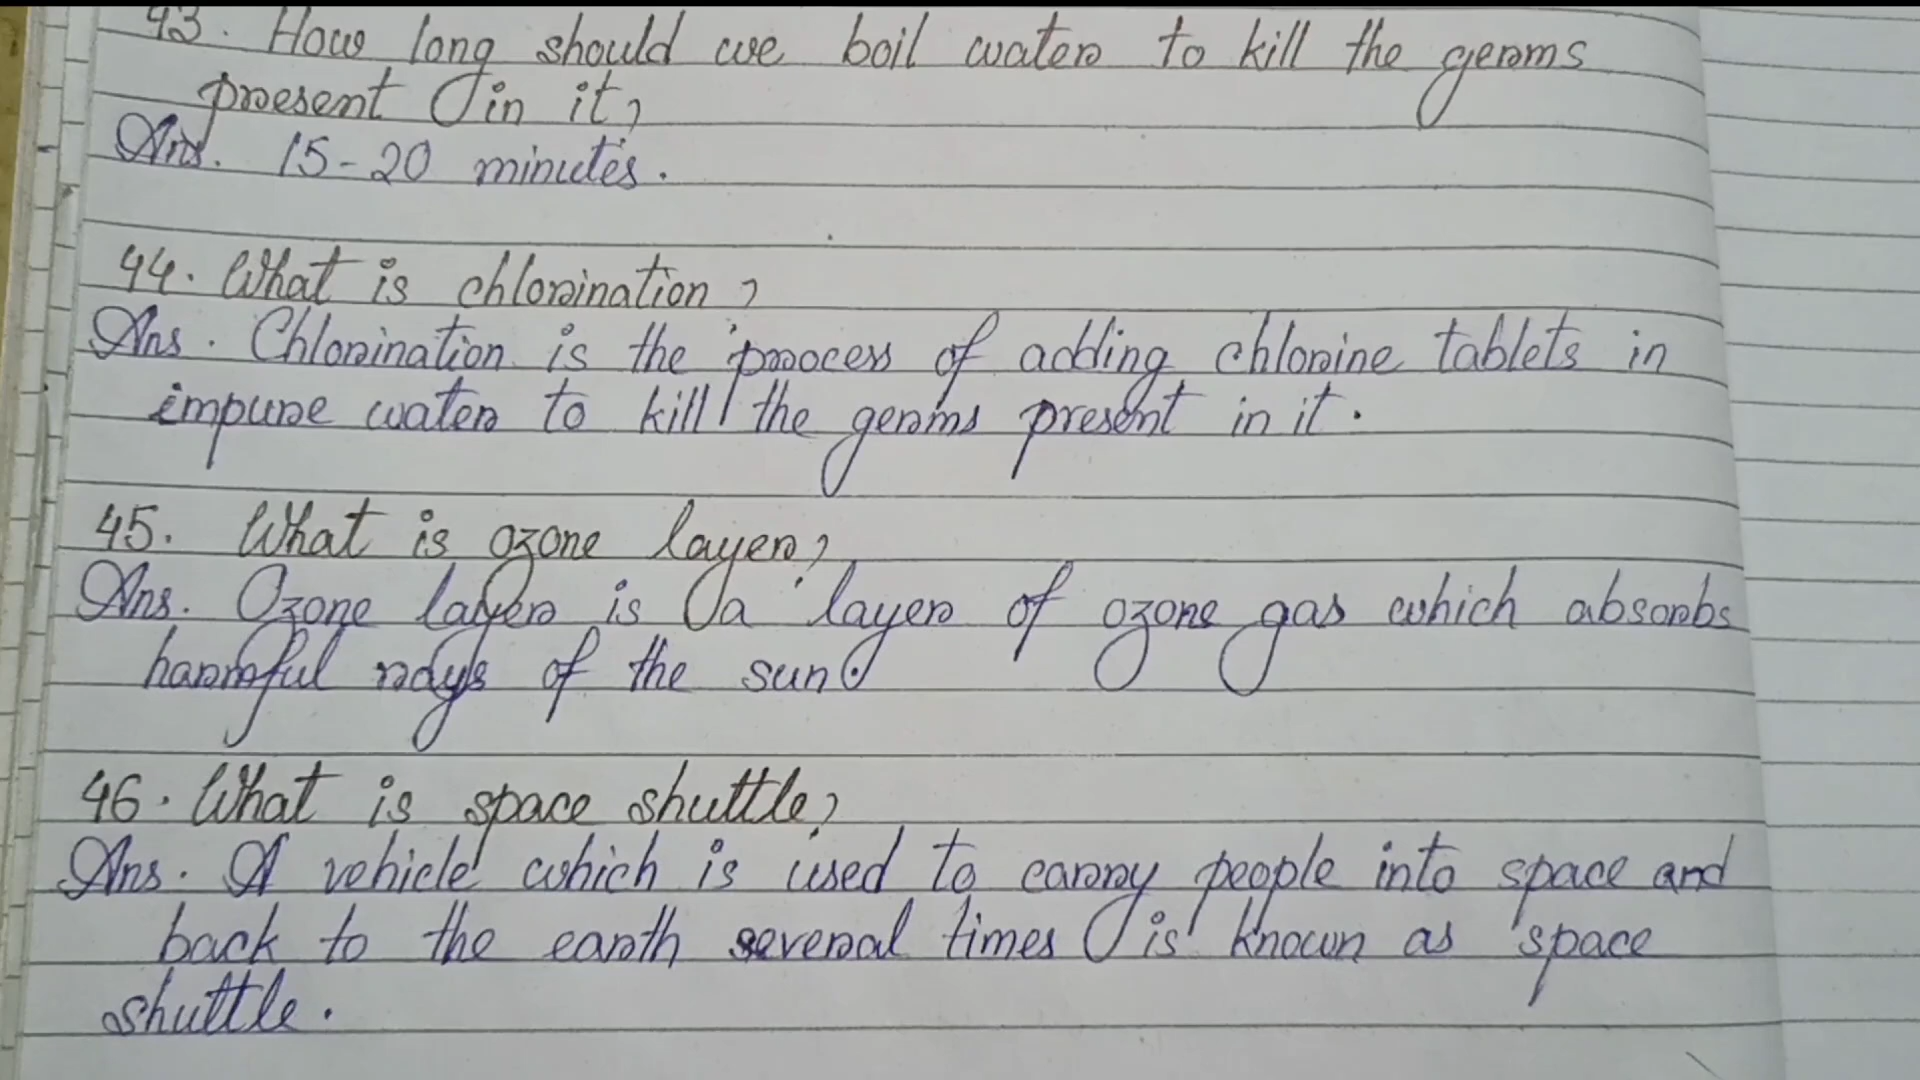 43. How long should we boil water to kill the germs
present in it?
Ans. 15-20 minutes.
44. What is chlorination?
Ans. Chlorination is the process of adding chlorine tablets in
impure water to kill the germs present in it.
45. What is ozone layer?
Ans. Ozone layer is a layer of ozone gas which absorbs
harmful rays of the sun.
46. What is space shuttle?
Ans. A vehicle which is used to carry people into space and
back to the earth several times is known as space
shuttle.